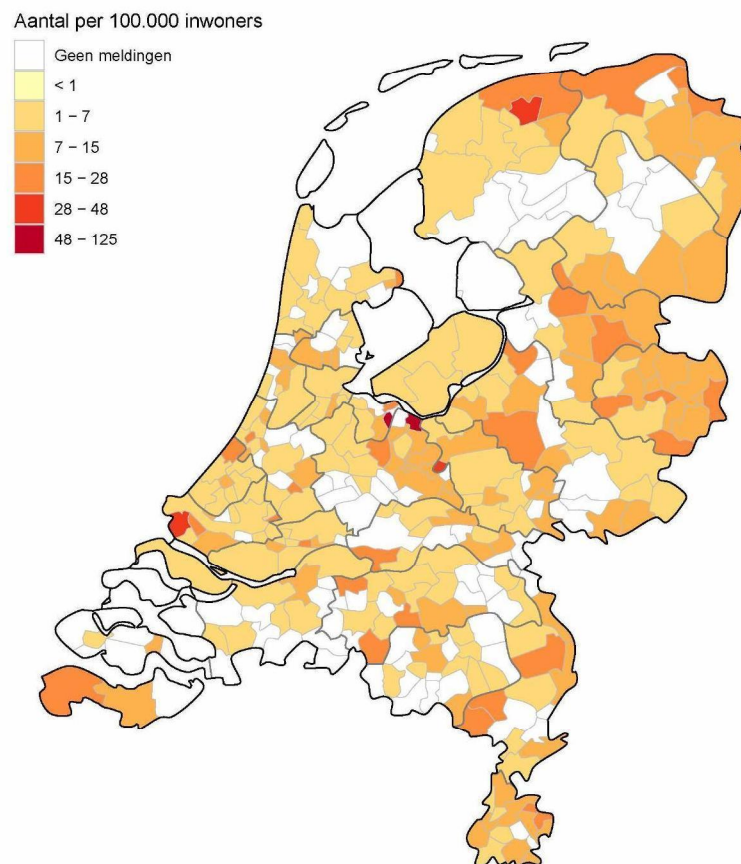 Aantal per 100.000 inwoners
Geen meldingen
< 1
1 – 7
7 – 15
15 – 28
28 – 48
48 – 125